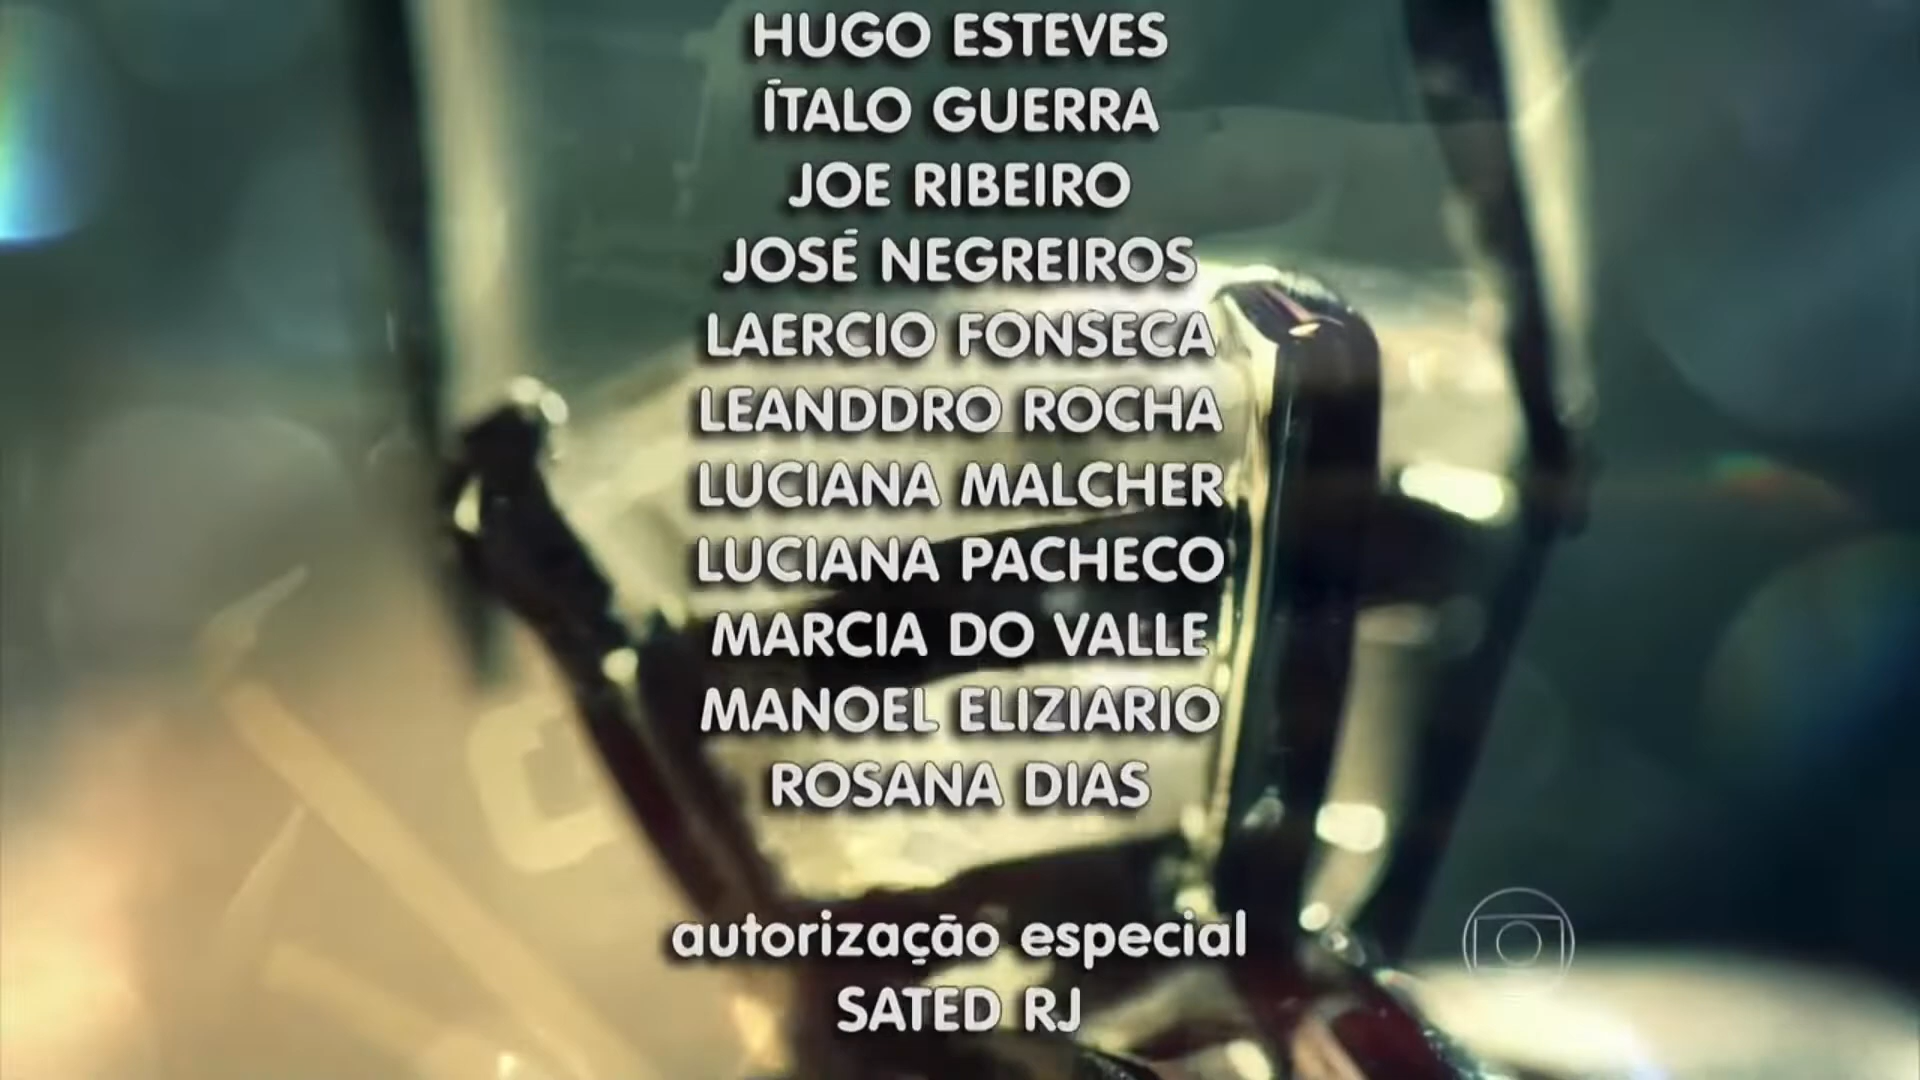 HUGO ESTEVES
ÍTALO GUERRA
JOE RIBEIRO
JOSÉ NEGREIROS
LAERCIO FONSECA
LEANDDRO ROCHA
LUCIANA MALCHER
LUCIANA PACHECO
MARCIA DO VALLE
MANOEL ELIZIARIO
ROSANA DIAS
autorização especial
SATED RJ